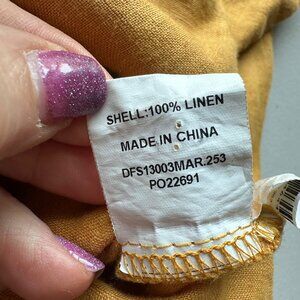 SHELL:100% LINEN
MADE IN CHINA
DFS13003MAR.253
PO22691